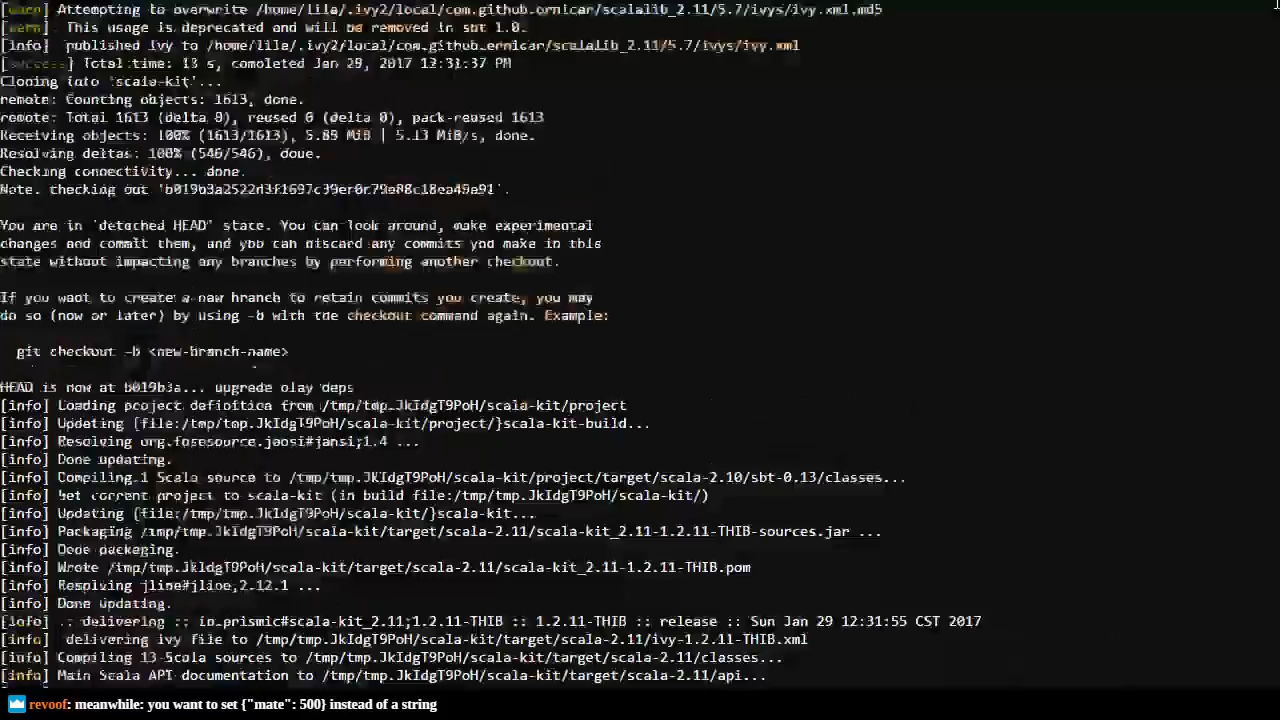 [warn] Attempting to overwrite /home/lila/.ivy2/local/com.github.ornicar/scalalib_2.11/5.7/ivys/ivy.xml.md5
[warn] This usage is deprecated and will be removed in sbt 1.0.
[info] published ivy to /home/lila/.ivy2/local/com.github.ornicar/scalalib_2.11/5.7/ivys/ivy.xml
[success] Total time: 13 s, completed Jan 29, 2017 12:31:37 PM
Cloning into 'scala-kit'...
remote: Counting objects: 1613, done.
remote: Total 1613 (delta 0), reused 0 (delta 0), pack-reused 1613
Receiving objects: 100% (1613/1613), 5.89 MiB | 5.13 MiB/s, done.
Resolving deltas: 100% (546/546), done.
Checking connectivity... done.
Note: checking out
You are in 'detached HEAD' state. You can look around, make experimental
changes and commit them, and you can discard any commits you make in this
state without impacting any branches by performing another checkout.
If you want to create a new branch to retain commits you create, you may
do so (now or later) by using -b with the checkout command again. Example:
git checkout -b <new-branch-name>
HEAD is now at b019b3a... upgrade play deps
[info] Loading project definition from /tmp/tmp.JkIdgT9PoH/scala-kit/project
[info] Updating {file:/tmp/tmp.JkIdgT9PoH/scala-kit/project/}scala-kit-build...
[info] Resolving org.fusesource.jansi#jansi;1.4 ...
[info] Done updating.
[info] Compiling 1 Scala source to /tmp/tmp.JkIdgT9PoH/scala-kit/project/target/scala-2.10/sbt-0.13/classes...
[info] Set current project to scala-kit (in build file:/tmp/tmp.JkIdgT9PoH/scala-kit/)
[info] Updating {file:/tmp/tmp.JkIdgT9PoH/scala-kit/}scala-kit...
[info] Packaging /tmp/tmp.JkIdgT9PoH/scala-kit/target/scala-2.11/scala-kit_2.11-1.2.11-THIB-sources.jar ...
[info] Done packaging.
[info] Wrote /tmp/tmp.JkIdgT9PoH/scala-kit/target/scala-2.11/scala-kit_2.11-1.2.11-THIB.pom
[info] Resolving jline#jline;2.12.1 ...
[info] Done updating.
[info] :: delivering :: io.prismic#scala-kit_2.11;1.2.11-THIB :: 1.2.11-THIB :: release :: Sun Jan 29 12:31:55 CST 2017
[info] delivering ivy file to /tmp/tmp.JkIdgT9PoH/scala-kit/target/scala-2.11/ivy-1.2.11-THIB.xml
[info] Compiling 13 Scala sources to /tmp/tmp.JkIdgT9PoH/scala-kit/target/scala-2.11/classes...
[info] Main Scala API documentation to /tmp/tmp.JkIdgT9PoH/scala-kit/target/scala-2.11/api...
revoof: meanwhile: you want to set {"mate": 500} instead of a string